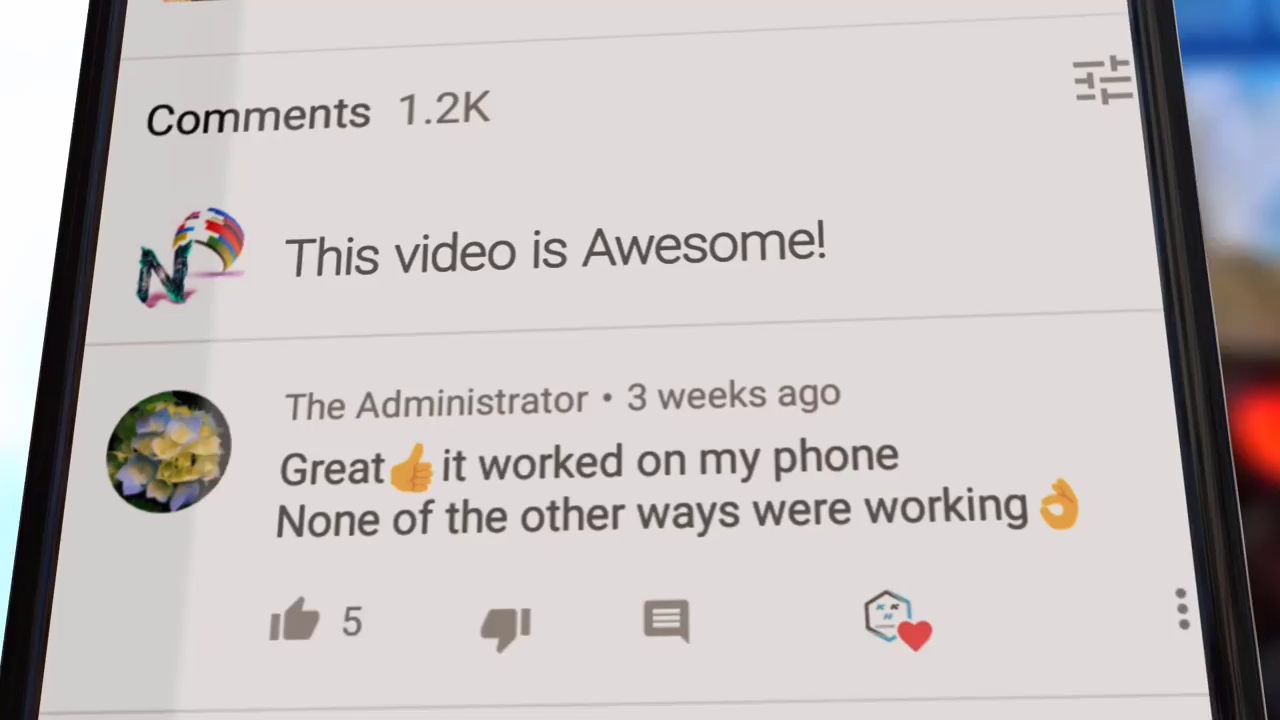 Comments 1.2K
This video is Awesome!
The Administrator • 3 weeks ago
Great👍it worked on my phone
None of the other ways were working👌
5